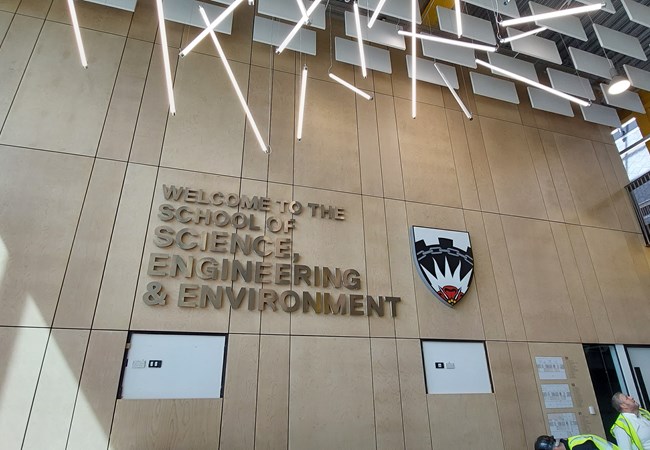 WELCOME TO THE
SCHOOL OF
SCIENCE,
ENGINEERING
& ENVIRONMENT